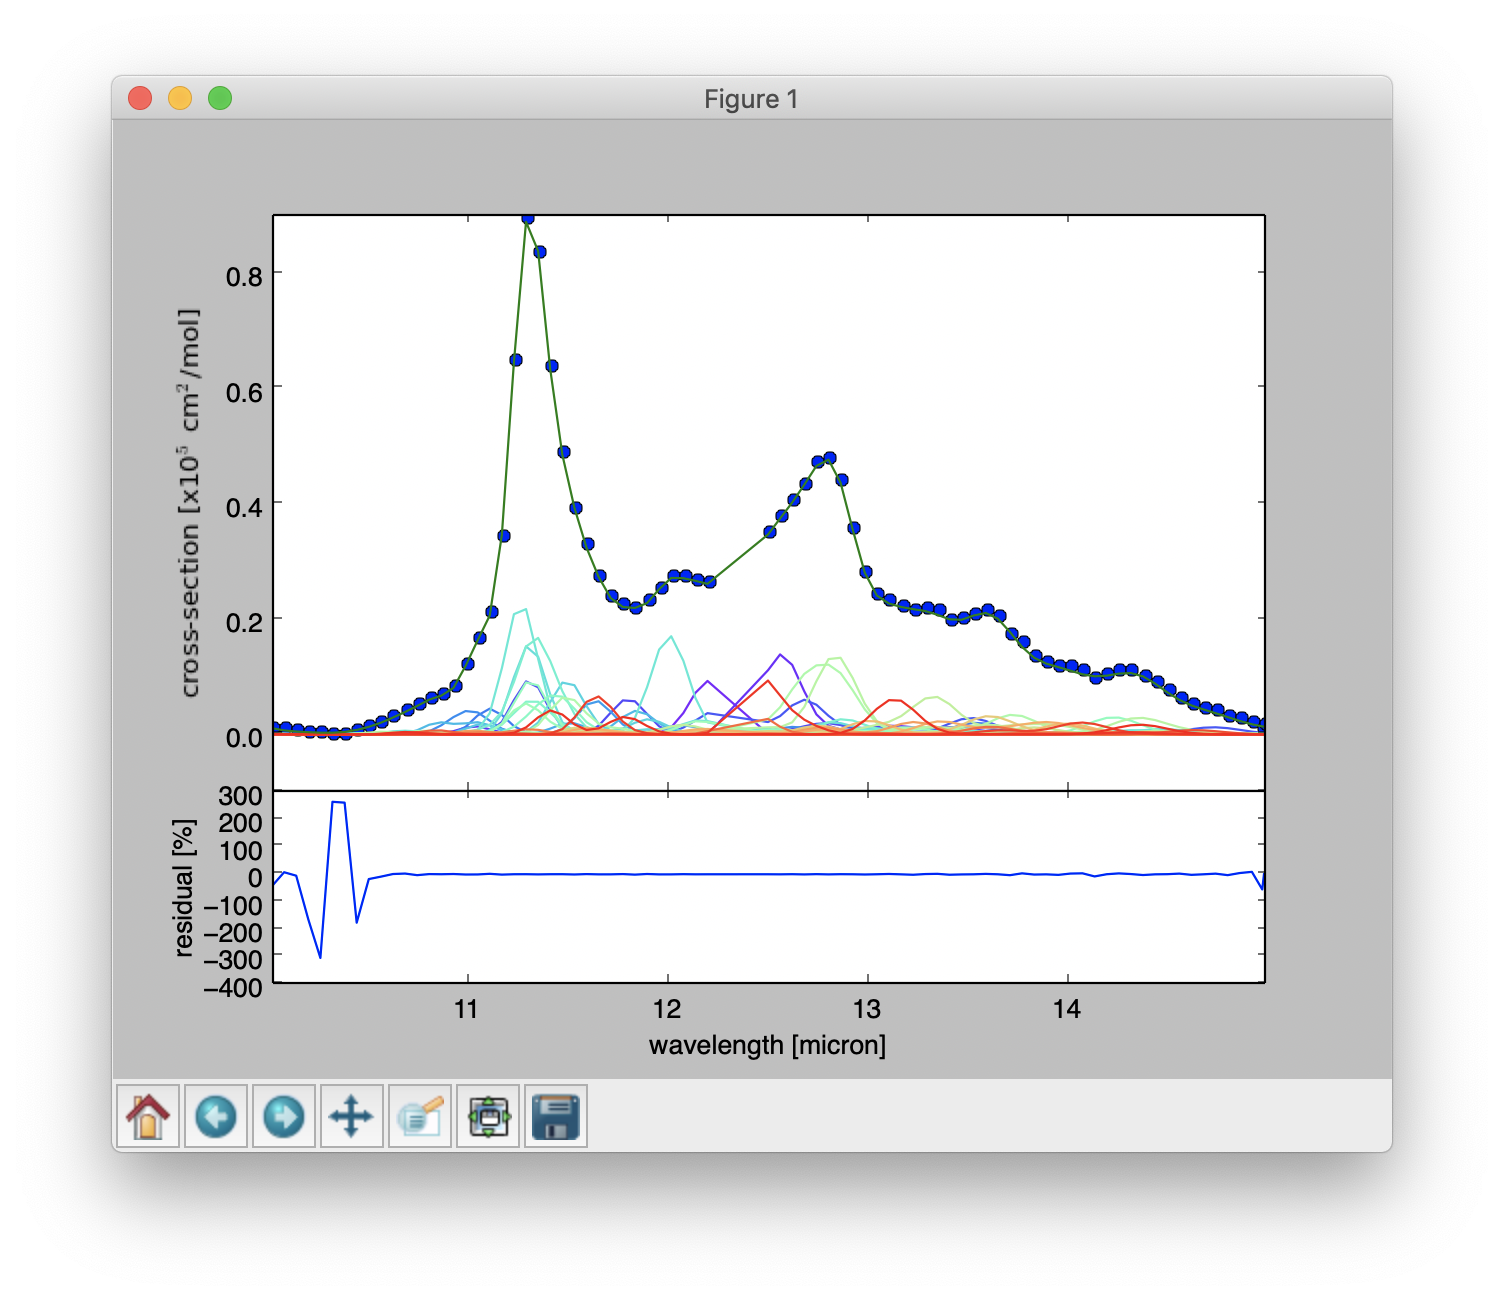 Figure 1
cross-section [x10⁵ cm²/mol]
0.8
0.6
0.4
0.2
0.0
residual [%]
300
200
100
0
−100
−200
−300
−400
11 12 13 14
wavelength [micron]